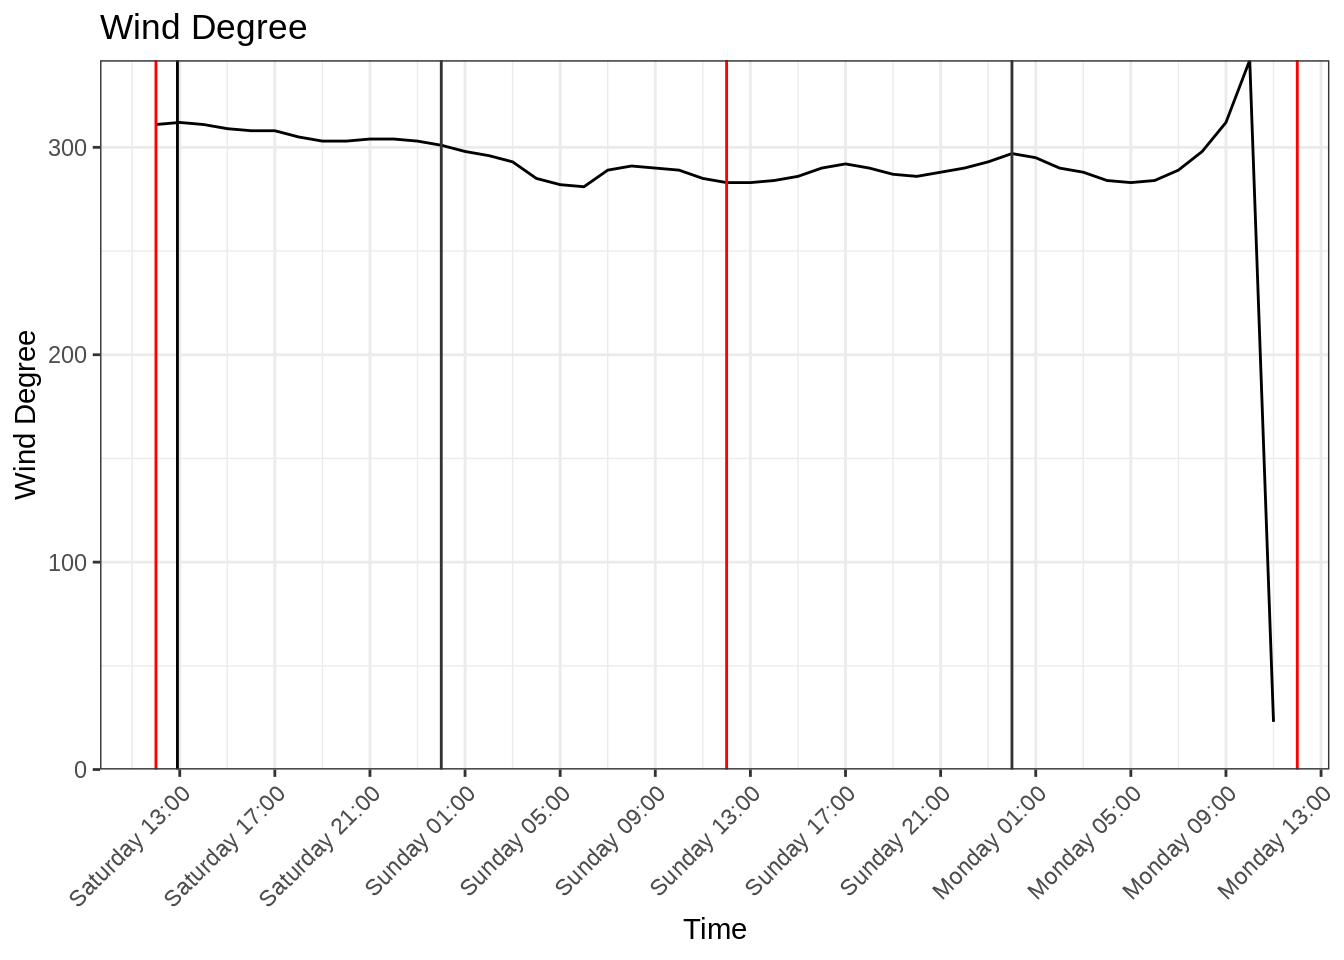 Wind Degree
Wind Degree
300
200
100
0
Saturday 13:00
Saturday 17:00
Saturday 21:00
Sunday 01:00
Sunday 05:00
Sunday 09:00
Sunday 13:00
Sunday 17:00
Sunday 21:00
Monday 01:00
Monday 05:00
Monday 09:00
Monday 13:00
Time